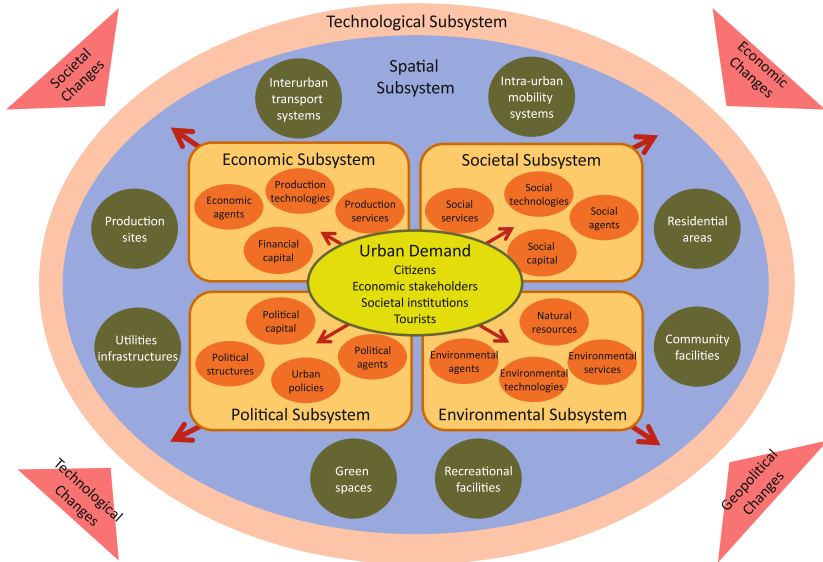 Technological Subsystem
Societal
Changes
Economic
Changes
Spatial
Subsystem
Interurban
transport
systems
Intra-urban
mobility
systems
Economic Subsystem
Economic
agents
Production
technologies
Production
services
Financial
capital
Societal Subsystem
Social
services
Social
technologies
Social
agents
Social
capital
Production
sites
Residential
areas
Urban Demand
Citizens
Economic stakeholders
Societal institutions
Tourists
Utilities
infrastructures
Community
facilities
Political
capital
Political
structures
Urban
policies
Political
agents
Political Subsystem
Natural
resources
Environmental
agents
Environmental
technologies
Environmental
services
Environmental Subsystem
Green
spaces
Recreational
facilities
Technological
Changes
Geopolitical
Changes